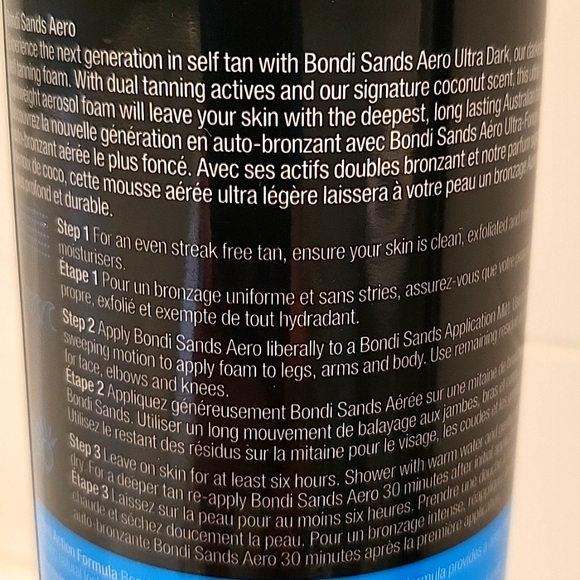 Bondi Sands Aero
the next generation in self tan with Bondi Sands Aero Ultra Dark, our
tanning foam. With dual tanning actives and our signature coconut scent, this
aerosol foam will leave your skin with the deepest, long lasting Australian
la nouvelle génération en auto-bronzant avec Bondi Sands Aéro
aérée le plus foncé. Avec ses actifs doubles bronzant et notre parfum
de coco, cette mousse aérée ultra légère laissera à votre peau un bronzage
et durable.
Step 1 For an even streak free tan, ensure your skin is clean, exfoliated and
moisturisers.
Étape 1 Pour un bronzage uniforme et sans stries, assurez-vous que votre
propre, exfolié et exempte de tout hydratant.
Step 2 Apply Bondi Sands Aero liberally to a Bondi Sands Application Mitt.
sweeping motion to apply foam to legs, arms and body. Use remaining
for face, elbows and knees.
Étape 2 Appliquez généreusement Bondi Sands Aérée sur une mitaine
Bondi Sands. Utiliser un long mouvement de balayage aux jambes, bras
Utilisez le restant des résidus sur la mitaine pour le visage, les coudes et
Step 3 Leave on skin for at least six hours. Shower with warm water and
dry. For a deeper tan re-apply Bondi Sands Aero 30 minutes after initial
Étape 3 Laissez sur la peau pour au moins six heures. Prendre une douche
chaude et séchez doucement la peau. Pour un bronzage intense,
auto-bronzante Bondi Sands Aero 30 minutes après la première
Action Formula
formula provides